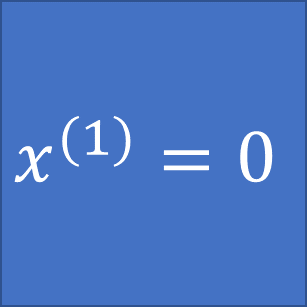 x⁽¹⁾ = 0